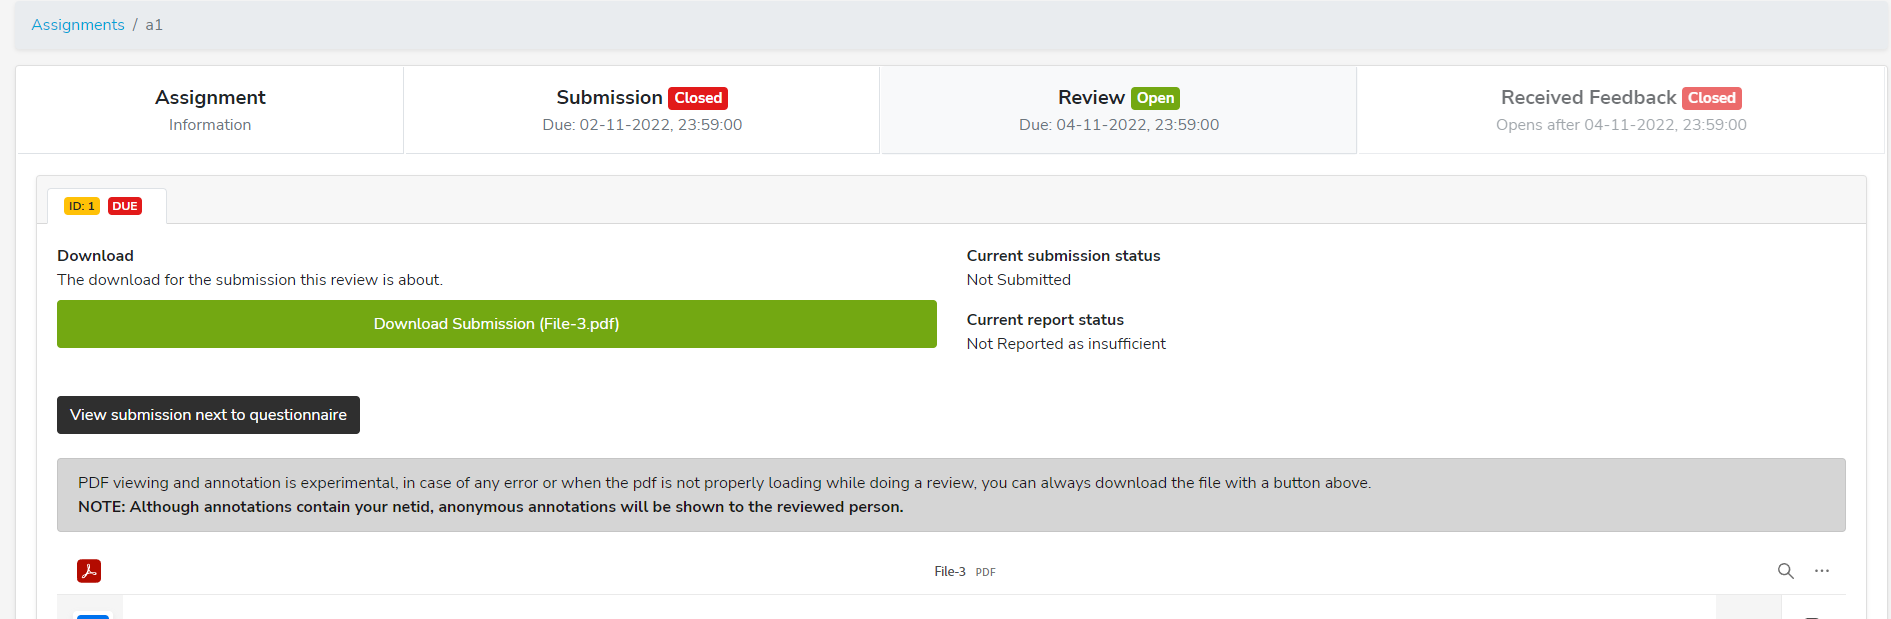 Assignments / a1
Assignment
Information
Submission Closed
Due: 02-11-2022, 23:59:00
Review Open
Due: 04-11-2022, 23:59:00
Received Feedback Closed
Opens after 04-11-2022, 23:59:00
ID: 1 DUE
Download
The download for the submission this review is about.
Download Submission (File-3.pdf)
Current submission status
Not Submitted
Current report status
Not Reported as insufficient
View submission next to questionnaire
PDF viewing and annotation is experimental, in case of any error or when the pdf is not properly loading while doing a review, you can always download the file with a button above.
NOTE: Although annotations contain your netid, anonymous annotations will be shown to the reviewed person.
File-3 PDF